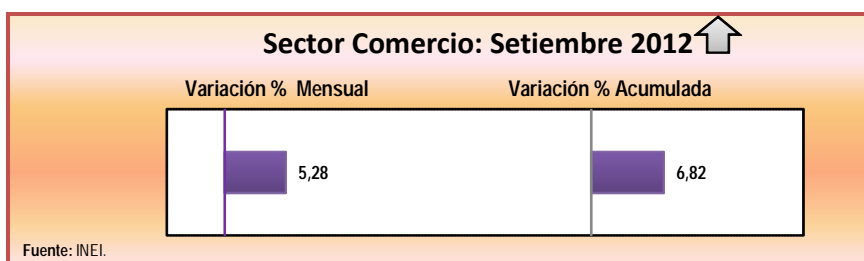 Sector Comercio: Setiembre 2012
Variación % Mensual
Variación % Acumulada
5,28
6,82
Fuente: INEI.